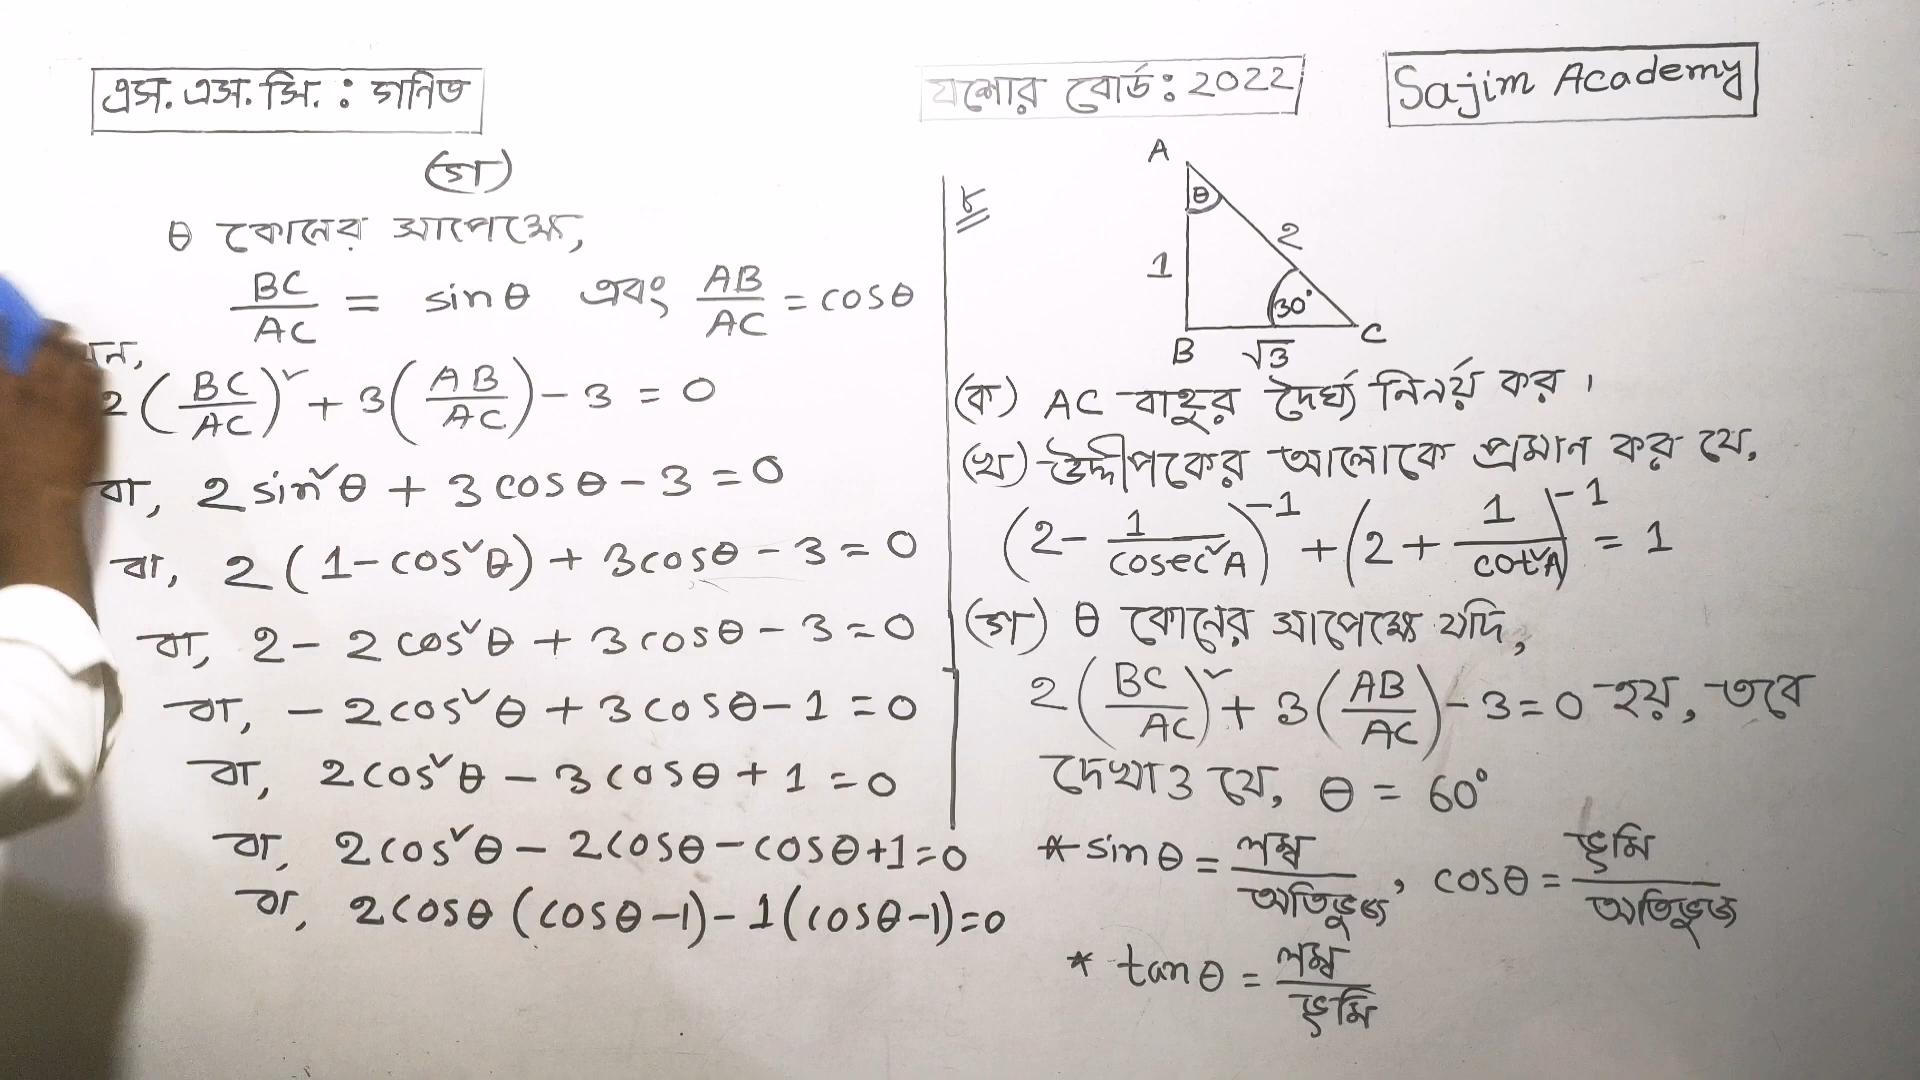 এস. এস. সি. : গনিত
যশোর বোর্ড: 2022
Sajim Academy
(গ)
θ কোনের সাপেক্ষে,
BC/AC = sinθ এবং AB/AC = cosθ
2(BC/AC)² + 3(AB/AC) - 3 = 0
বা, 2sin²θ + 3cosθ - 3 = 0
বা, 2(1-cos²θ) + 3cosθ - 3 = 0
বা, 2 - 2cos²θ + 3cosθ - 3 = 0
বা, -2cos²θ + 3cosθ - 1 = 0
বা, 2cos²θ - 3cosθ + 1 = 0
বা, 2cos²θ - 2cosθ - cosθ + 1 = 0
বা, 2cosθ(cosθ-1) - 1(cosθ-1) = 0
৮
A
θ
2
1
30°
B √3 C
(ক) AC বাহুর দৈর্ঘ্য নির্নয় কর।
(খ) উদ্দীপকের আলোকে প্রমান কর যে,
(2 - 1/cosec²A)⁻¹ + (2 + 1/cot²A)⁻¹ = 1
(গ) θ কোনের সাপেক্ষে যদি,
2(BC/AC)² + 3(AB/AC) - 3 = 0 হয়, তবে
দেখাও যে, θ = 60°
* sinθ = লম্ব/অতিভুজ, cosθ = ভূমি/অতিভুজ
* tanθ = লম্ব/ভূমি